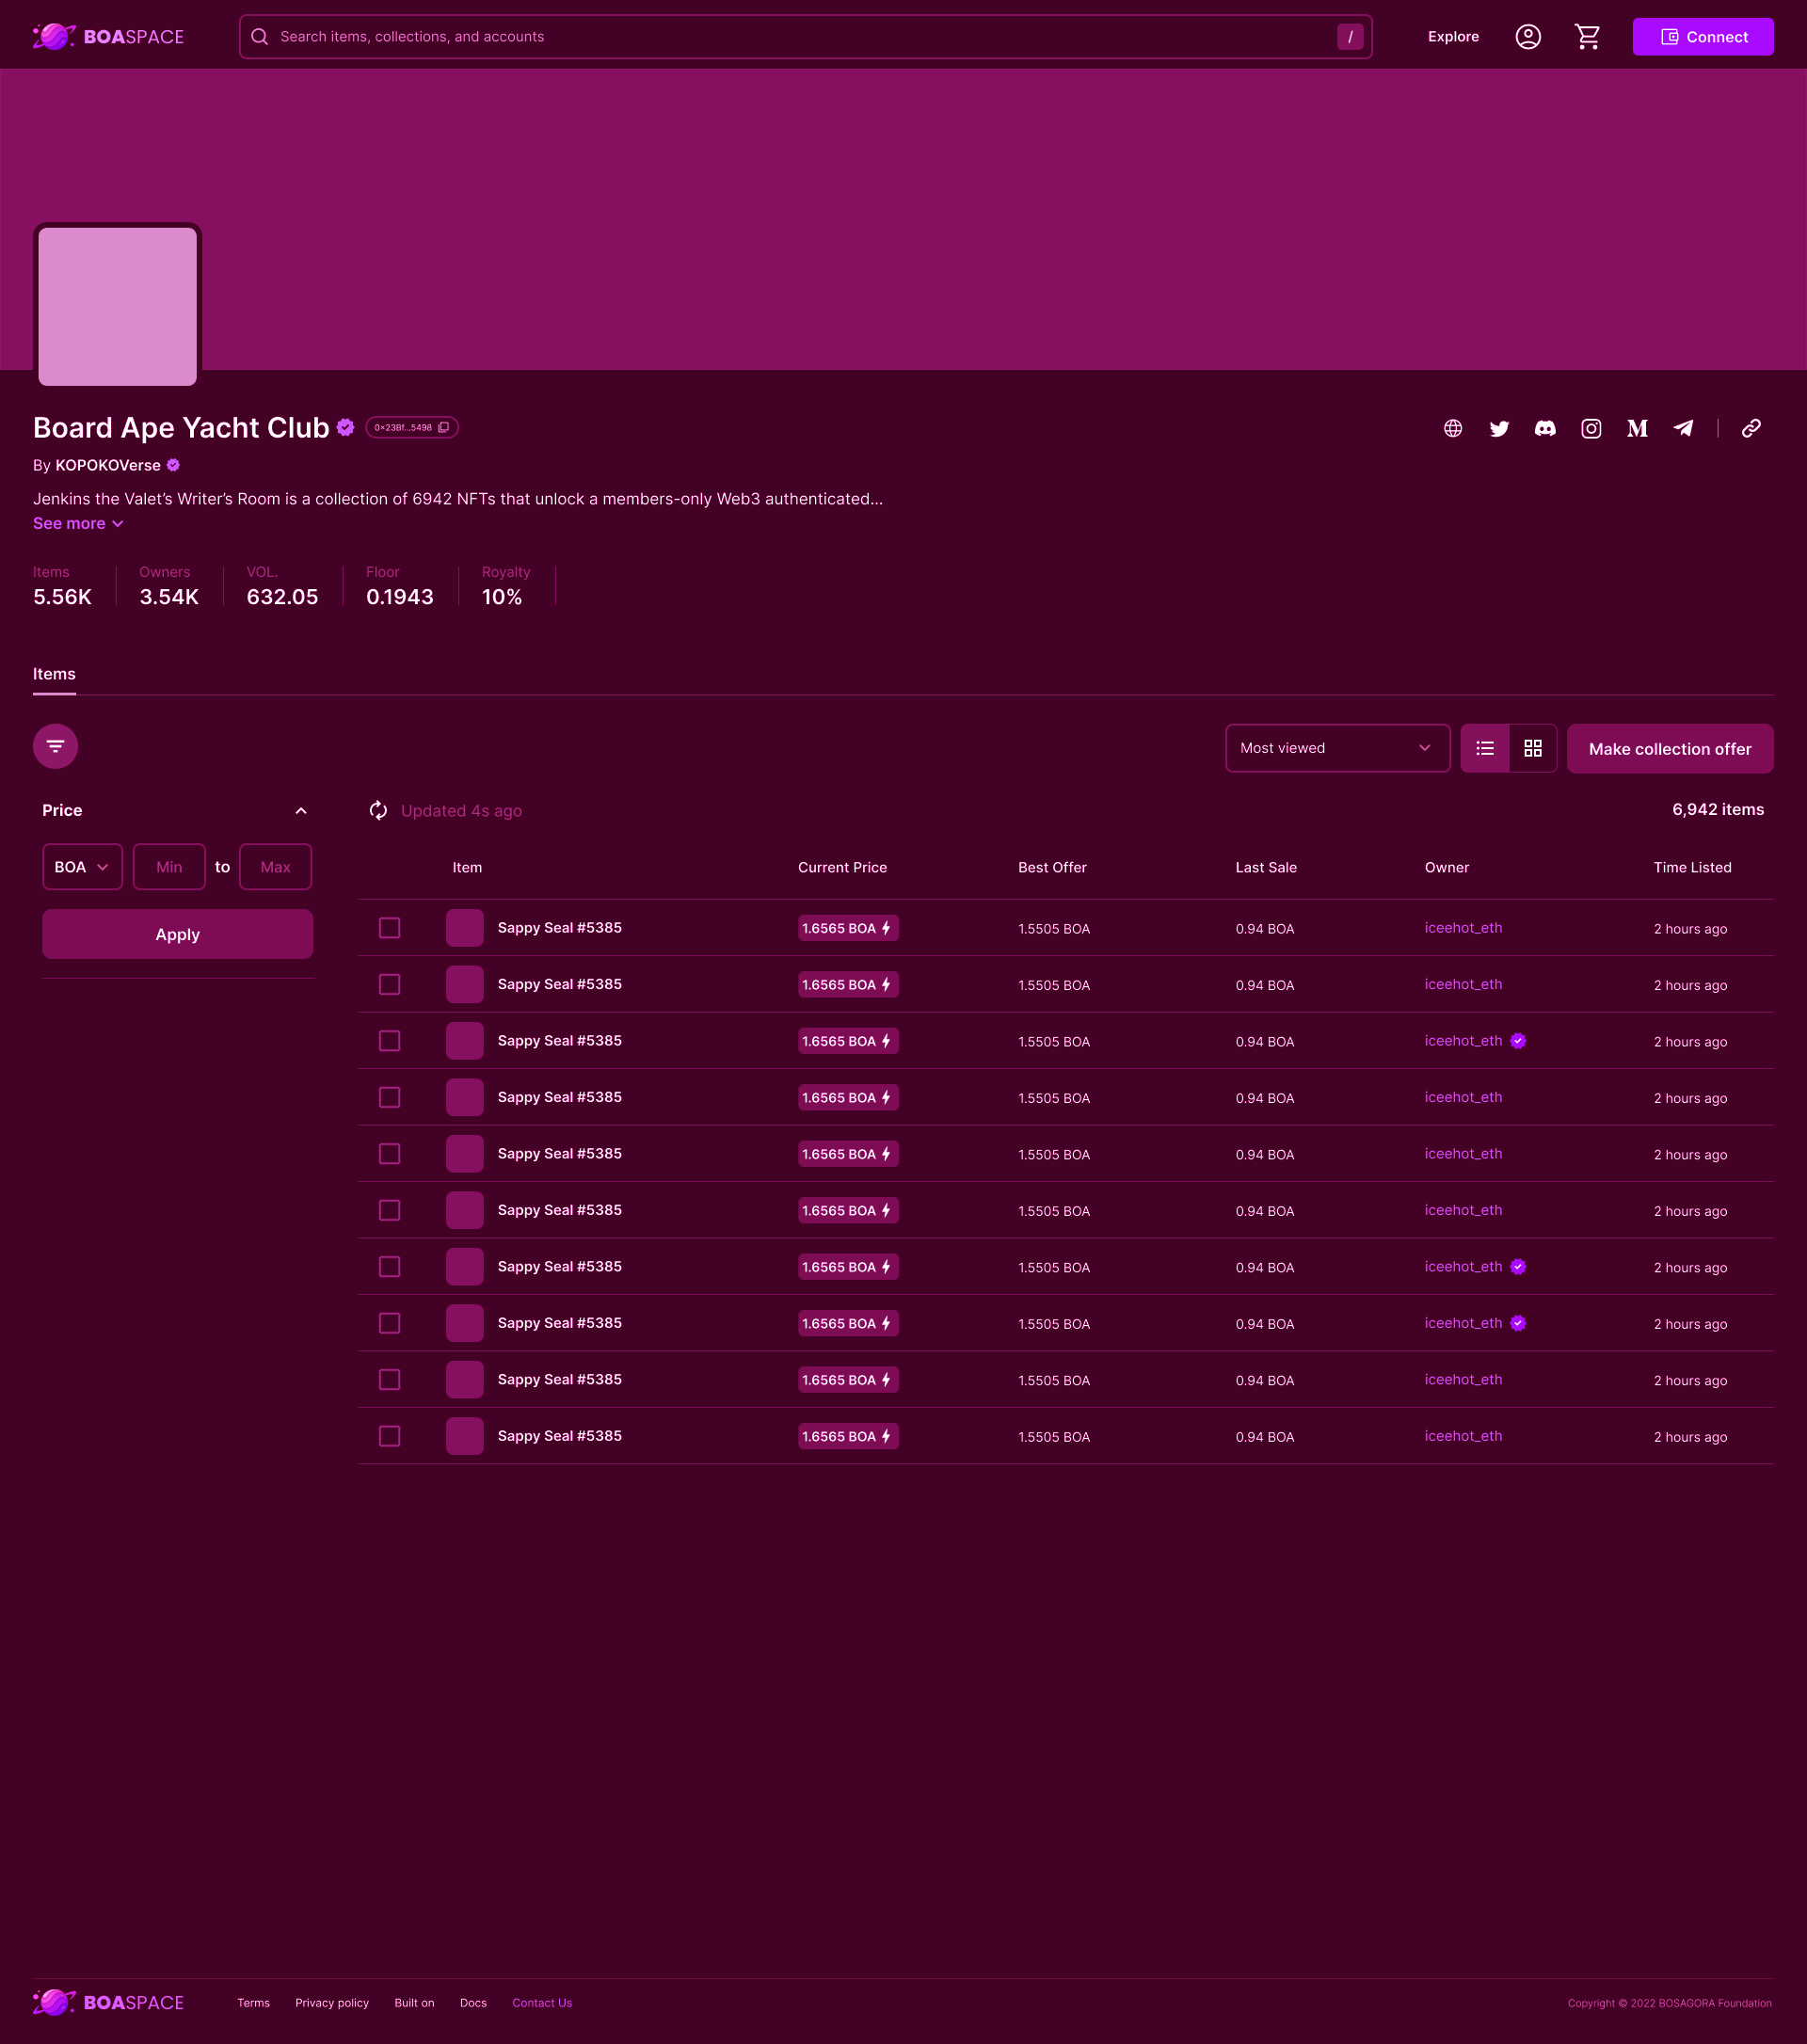 BOASPACE
Search items, collections, and accounts
/
Explore
Connect
Board Ape Yacht Club
0×23Bf...5498
By KOPOKOVerse
Jenkins the Valet’s Writer’s Room is a collection of 6942 NFTs that unlock a members-only Web3 authenticated...
See more
Items Owners VOL. Floor Royalty
5.56K 3.54K 632.05 0.1943 10%
Items
Most viewed
Make collection offer
Price
Updated 4s ago
6,942 items
BOA Min to Max
Apply
Item Current Price Best Offer Last Sale Owner Time Listed
Sappy Seal #5385 1.6565 BOA 1.5505 BOA 0.94 BOA iceehot_eth 2 hours ago
Sappy Seal #5385 1.6565 BOA 1.5505 BOA 0.94 BOA iceehot_eth 2 hours ago
Sappy Seal #5385 1.6565 BOA 1.5505 BOA 0.94 BOA iceehot_eth 2 hours ago
Sappy Seal #5385 1.6565 BOA 1.5505 BOA 0.94 BOA iceehot_eth 2 hours ago
Sappy Seal #5385 1.6565 BOA 1.5505 BOA 0.94 BOA iceehot_eth 2 hours ago
Sappy Seal #5385 1.6565 BOA 1.5505 BOA 0.94 BOA iceehot_eth 2 hours ago
Sappy Seal #5385 1.6565 BOA 1.5505 BOA 0.94 BOA iceehot_eth 2 hours ago
Sappy Seal #5385 1.6565 BOA 1.5505 BOA 0.94 BOA iceehot_eth 2 hours ago
Sappy Seal #5385 1.6565 BOA 1.5505 BOA 0.94 BOA iceehot_eth 2 hours ago
Sappy Seal #5385 1.6565 BOA 1.5505 BOA 0.94 BOA iceehot_eth 2 hours ago
BOASPACE
Terms Privacy policy Built on Docs Contact Us
Copyright © 2022 BOSAGORA Foundation